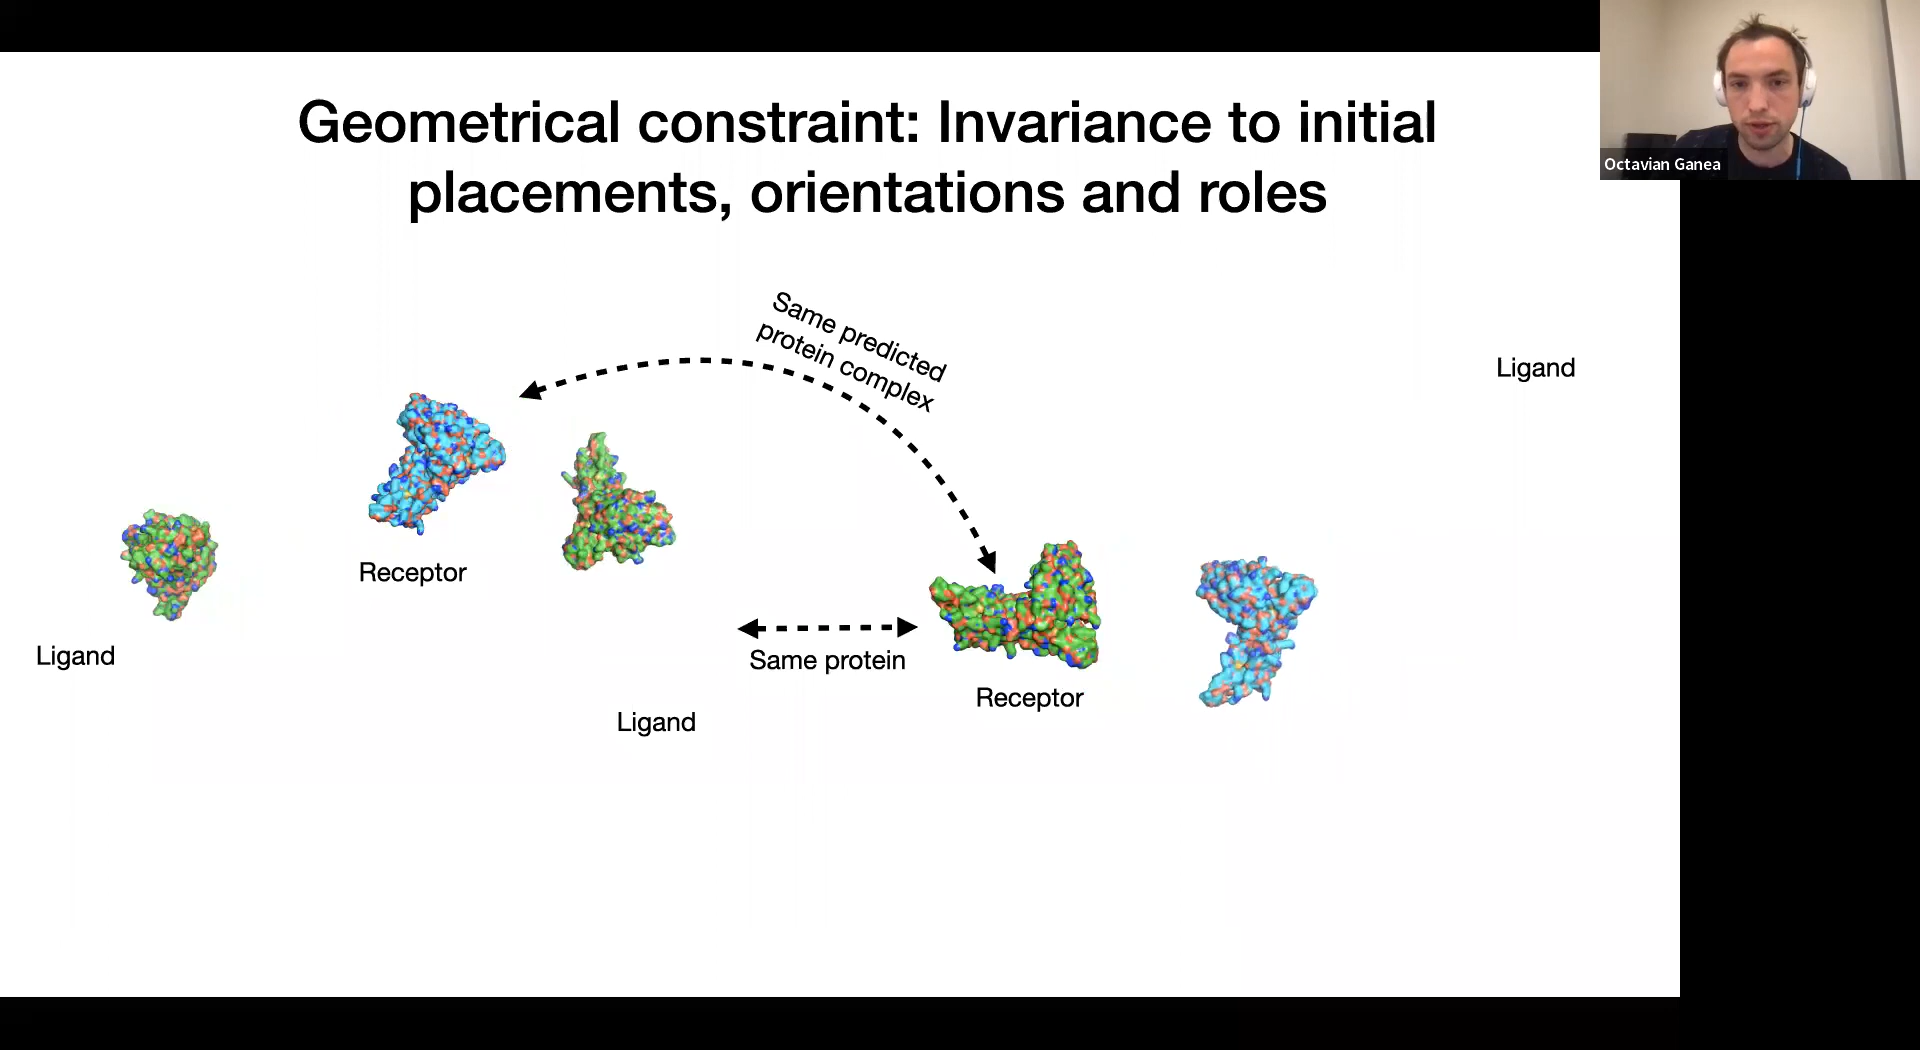 Geometrical constraint: Invariance to initial
placements, orientations and roles
Octavian Ganea
Same predicted
protein complex
Ligand
Receptor
Ligand
Same protein
Receptor
Ligand